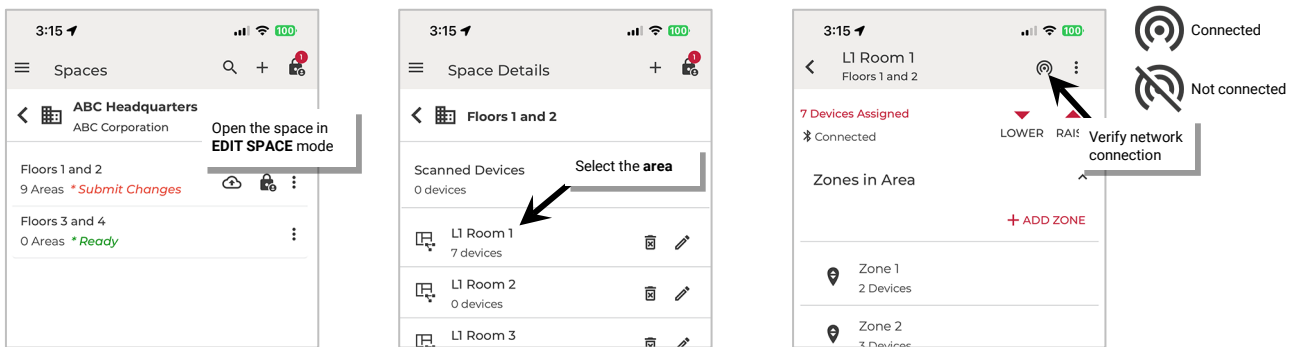 3:15
100
Spaces
1
ABC Headquarters
ABC Corporation
Open the space in
EDIT SPACE mode
Floors 1 and 2
9 Areas * Submit Changes
Floors 3 and 4
0 Areas * Ready
3:15
100
Space Details
1
Floors 1 and 2
Scanned Devices
0 devices
Select the area
L1 Room 1
7 devices
L1 Room 2
0 devices
L1 Room 3
3:15
100
L1 Room 1
Floors 1 and 2
7 Devices Assigned
Connected
LOWER RAIS
Verify network
connection
Zones in Area
+ ADD ZONE
Zone 1
2 Devices
Zone 2
3 Devices
Connected
Not connected